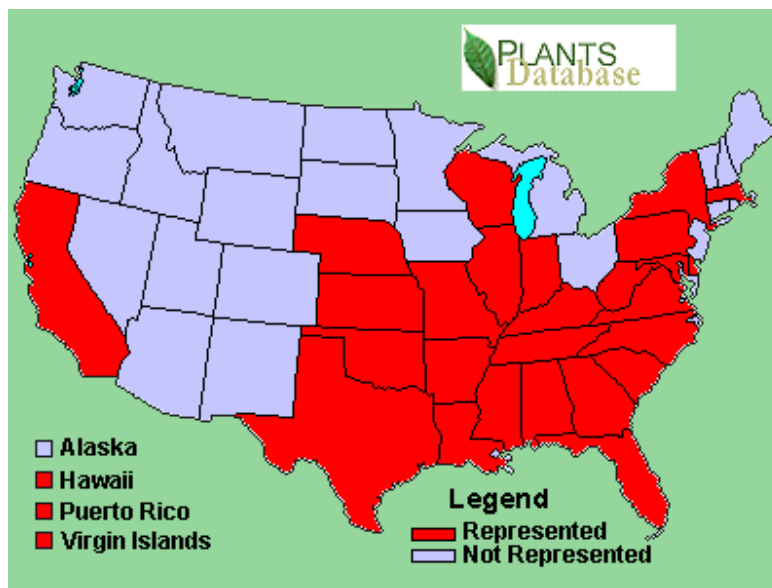 PLANTS
Database
Alaska
Hawaii
Puerto Rico
Virgin Islands
Legend
Represented
Not Represented